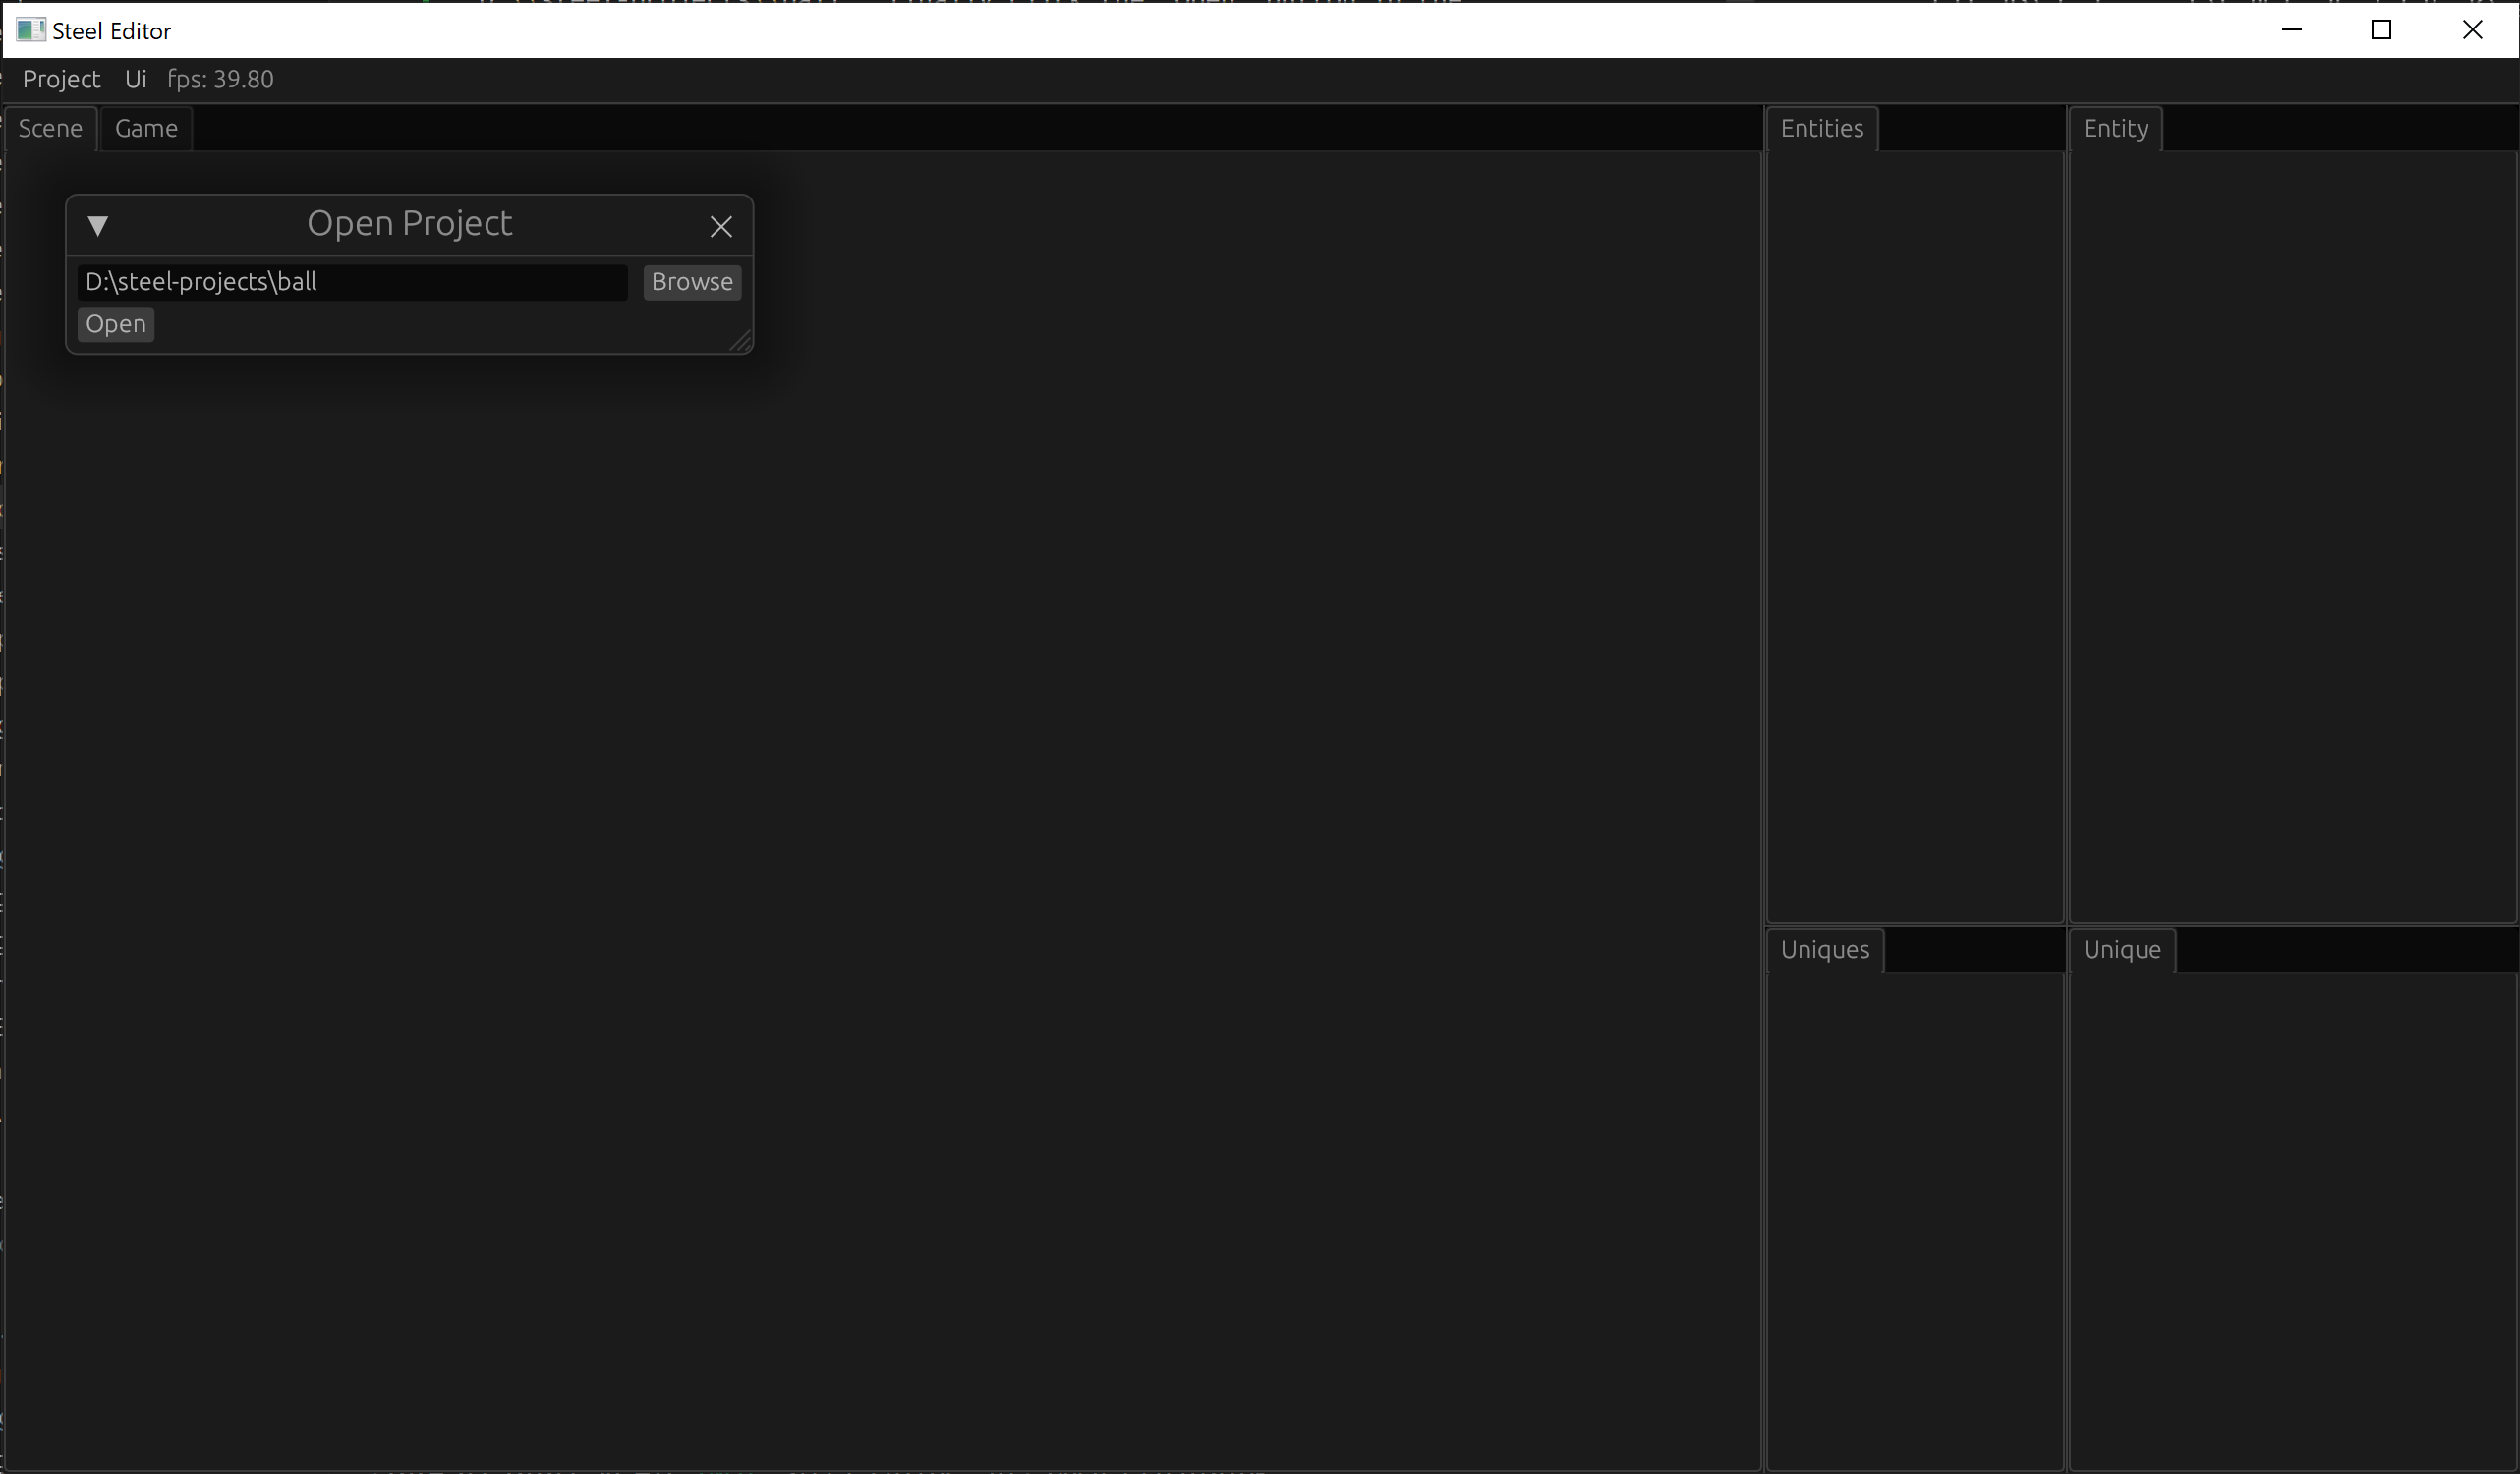 Steel Editor
Project Ui fps: 39.80
Scene Game
Entities
Entity
Open Project
D:\steel-projects\ball Browse
Open
Uniques
Unique